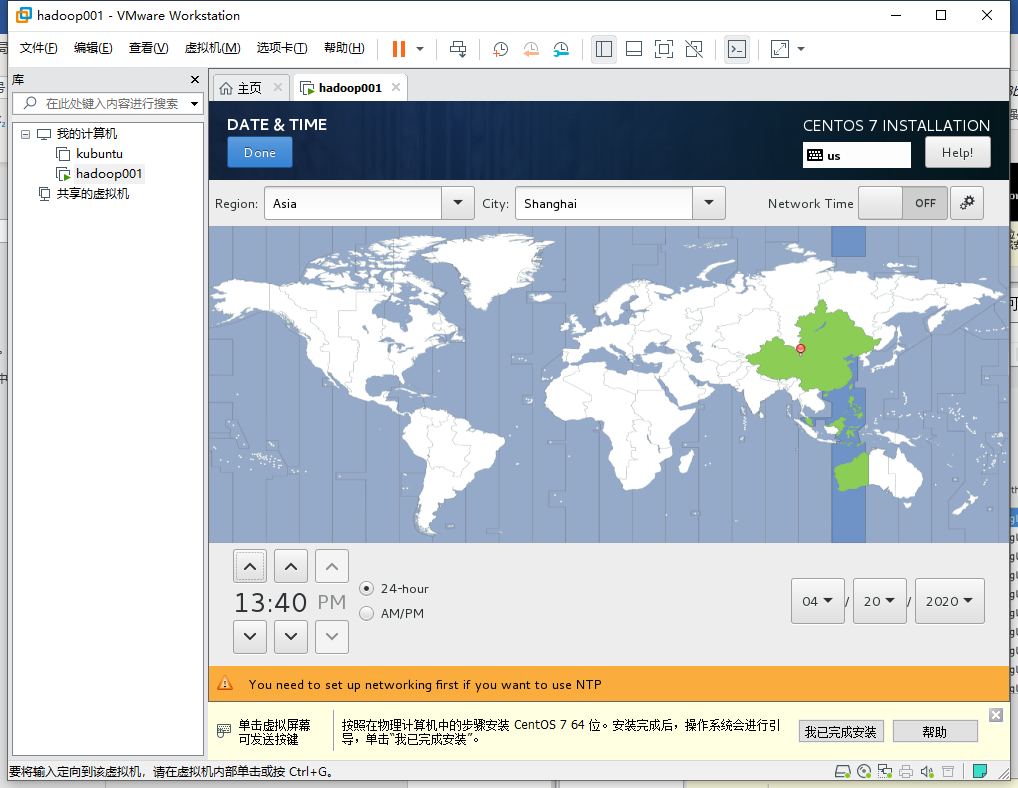 hadoop001 - VMware Workstation
文件(F) 编辑(E) 查看(V) 虚拟机(M) 选项卡(T) 帮助(H)
库
在此处键入内容进行搜索
我的计算机
kubuntu
hadoop001
共享的虚拟机
主页 hadoop001
DATE & TIME
CENTOS 7 INSTALLATION
Done
us
Help!
Region: Asia City: Shanghai Network Time OFF
13:40 PM
24-hour
AM/PM
04 / 20 / 2020
You need to set up networking first if you want to use NTP
单击虚拟屏幕
可发送按键
按照在物理计算机中的步骤安装 CentOS 7 64 位。安装完成后，操作系统会进行引
导，单击"我已完成安装"。
我已完成安装 帮助
要将输入定向到该虚拟机，请在虚拟机内部单击或按 Ctrl+G。